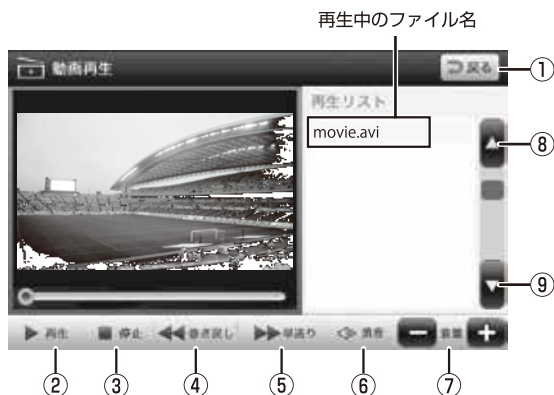 再生中のファイル名
動画再生
戻る
①
再生リスト
movie.avi
⑧
⑨
再生
停止
巻き戻し
早送り
消音
音量
②
③
④
⑤
⑥
⑦